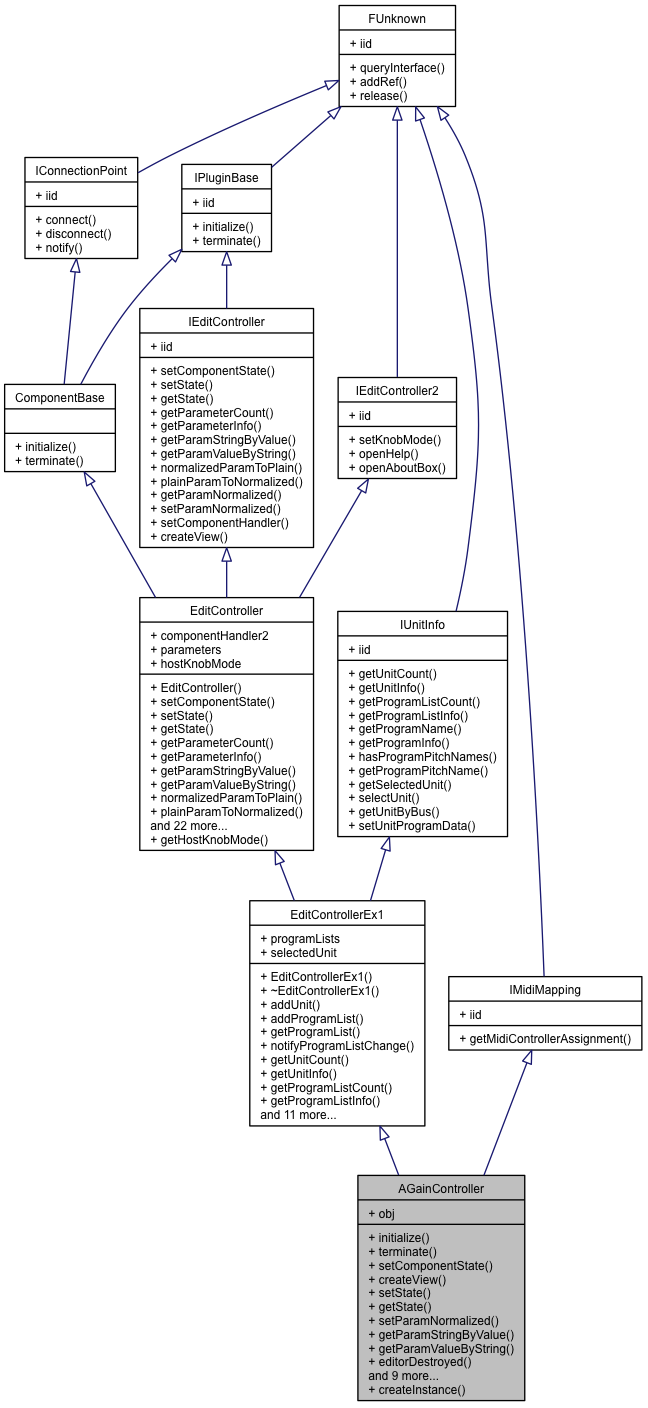 FUnknown
+ iid
+ queryInterface()
+ addRef()
+ release()
IConnectionPoint
+ iid
+ connect()
+ disconnect()
+ notify()
IPluginBase
+ iid
+ initialize()
+ terminate()
IEditController
+ iid
+ setComponentState()
+ setState()
+ getState()
+ getParameterCount()
+ getParameterInfo()
+ getParamStringByValue()
+ getParamValueByString()
+ normalizedParamToPlain()
+ plainParamToNormalized()
+ getParamNormalized()
+ setParamNormalized()
+ setComponentHandler()
+ createView()
IEditController2
+ iid
+ setKnobMode()
+ openHelp()
+ openAboutBox()
ComponentBase
+ initialize()
+ terminate()
EditController
+ componentHandler2
+ parameters
+ hostKnobMode
+ EditController()
+ setComponentState()
+ setState()
+ getState()
+ getParameterCount()
+ getParameterInfo()
+ getParamStringByValue()
+ getParamValueByString()
+ normalizedParamToPlain()
+ plainParamToNormalized()
and 22 more...
+ getHostKnobMode()
IUnitInfo
+ iid
+ getUnitCount()
+ getUnitInfo()
+ getProgramListCount()
+ getProgramListInfo()
+ getProgramName()
+ getProgramInfo()
+ hasProgramPitchNames()
+ getProgramPitchName()
+ getSelectedUnit()
+ selectUnit()
+ getUnitByBus()
+ setUnitProgramData()
EditControllerEx1
+ programLists
+ selectedUnit
+ EditControllerEx1()
+ ~EditControllerEx1()
+ addUnit()
+ addProgramList()
+ getProgramList()
+ notifyProgramListChange()
+ getUnitCount()
+ getUnitInfo()
+ getProgramListCount()
+ getProgramListInfo()
and 11 more...
IMidiMapping
+ iid
+ getMidiControllerAssignment()
AGainController
+ obj
+ initialize()
+ terminate()
+ setComponentState()
+ createView()
+ setState()
+ getState()
+ setParamNormalized()
+ getParamStringByValue()
+ getParamValueByString()
+ editorDestroyed()
and 9 more...
+ createInstance()